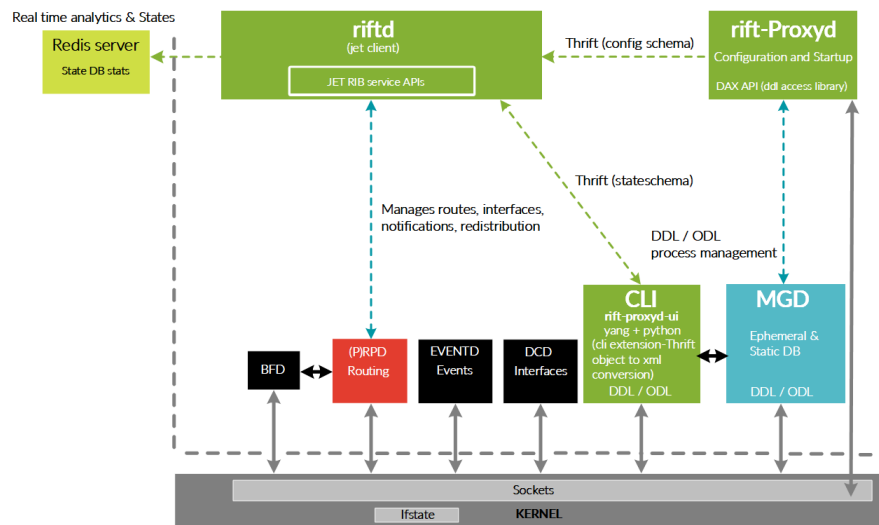 Real time analytics & States
Redis server
State DB stats
riftd
(jet client)
JET RIB service APIs
Thrift (config schema)
rift-Proxyd
Configuration and Startup
DAX API (ddl access library)
Thrift (stateschema)
Manages routes, interfaces,
notifications, redistribution
DDL / ODL
process management
BFD
(P)RPD
Routing
EVENTD
Events
DCD
Interfaces
CLI
rift-proxyd-ui
yang + python
(cli extension-Thrift
object to xml
conversion)
DDL / ODL
MGD
Ephemeral &
Static DB
DDL / ODL
Sockets
Ifstate
KERNEL